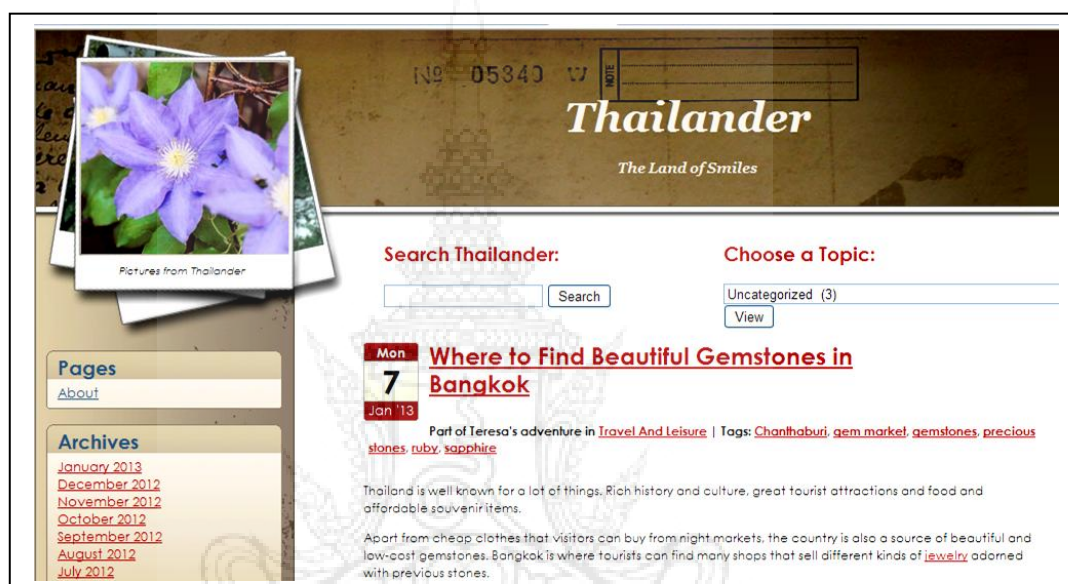 Nº 05340 W NOTE
Thailander
The Land of Smiles
Pictures from Thailander
Search Thailander:
Search
Choose a Topic:
Uncategorized (3)
View
Pages
About
Archives
January 2013
December 2012
November 2012
October 2012
September 2012
August 2012
July 2012
Mon
7
Jan '13
Where to Find Beautiful Gemstones in
Bangkok
Part of Teresa's adventure in Travel And Leisure | Tags: Chanthaburi, gem market, gemstones, precious
stones, ruby, sapphire
Thailand is well known for a lot of things. Rich history and culture, great tourist attractions and food and
affordable souvenir items.
Apart from cheap clothes that visitors can buy from night markets, the country is also a source of beautiful and
low-cost gemstones. Bangkok is where tourists can find many shops that sell different kinds of jewelry adorned
with previous stones.